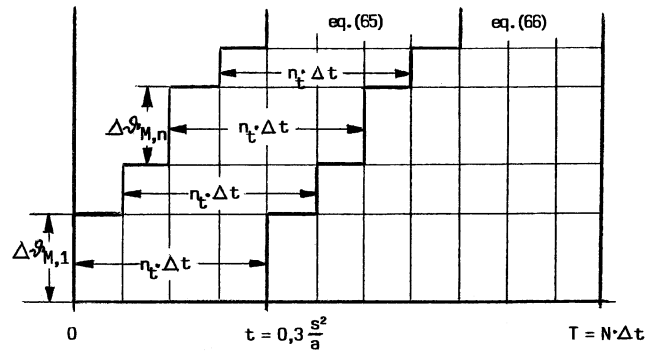 eq.(65) eq.(66)
n_t·Δt
Δϑ_M,n
n_t·Δt
n_t·Δt
Δϑ_M,1
n_t·Δt
0 t = 0,3 s²/a T = N·Δt